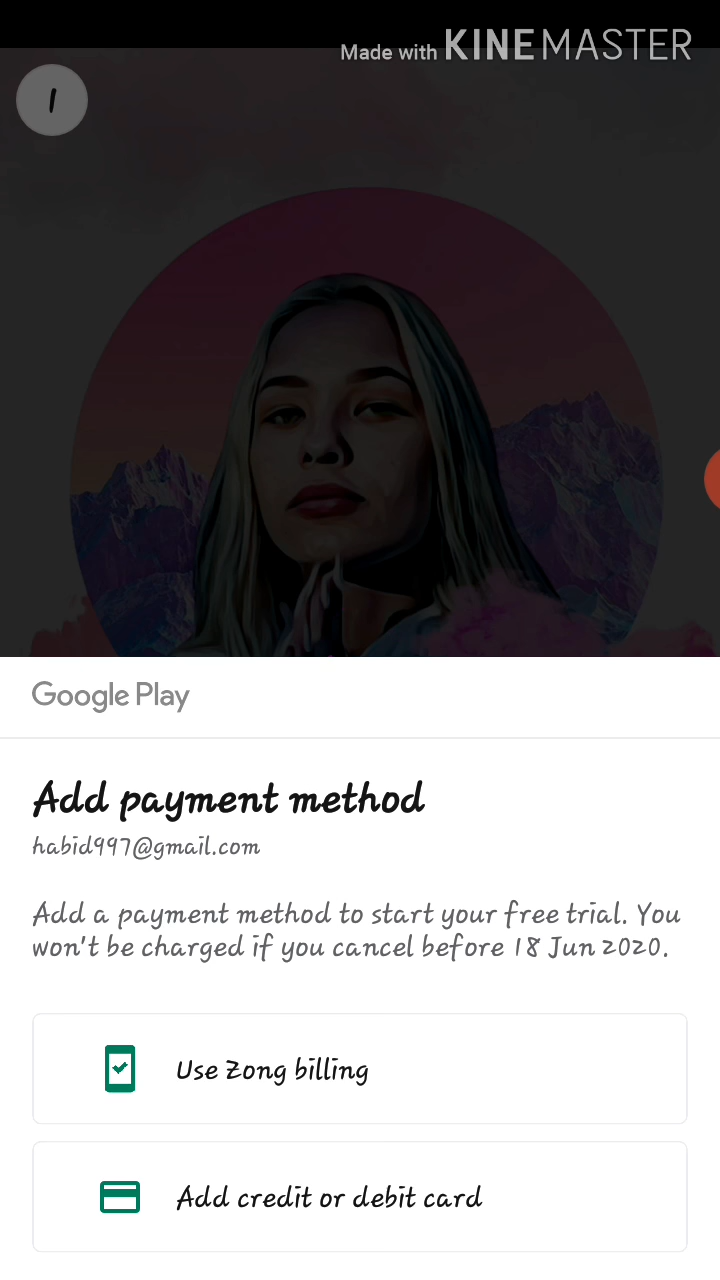 Made with KINEMASTER
1
Google Play
Add payment method
habid997@gmail.com
Add a payment method to start your free trial. You
won't be charged if you cancel before 18 Jun 2020.
Use Zong billing
Add credit or debit card